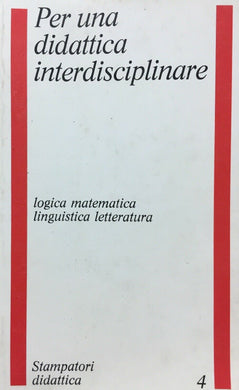 Per una
didattica
interdisciplinare
logica matematica
linguistica letteratura
Stampatori
didattica
4